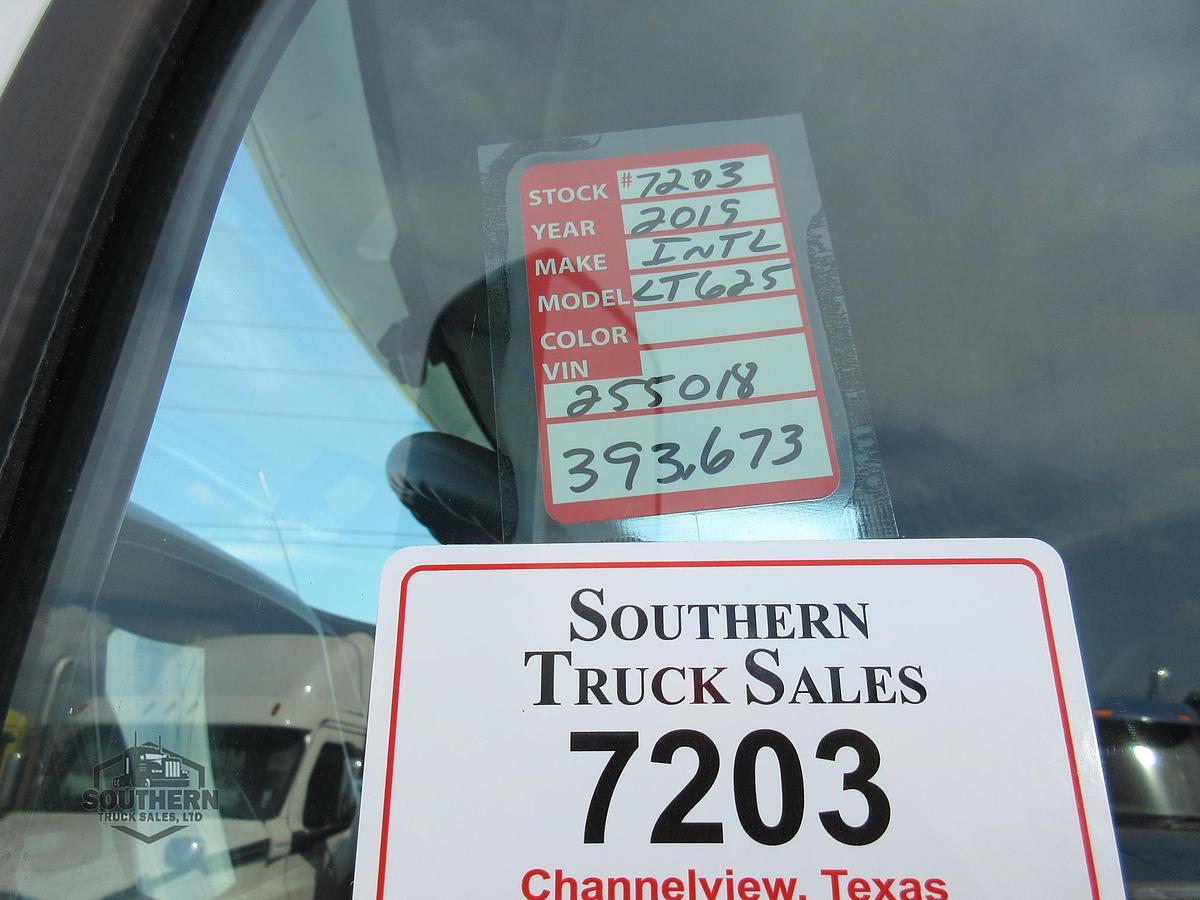 STOCK #7203
YEAR 2019
MAKE INTL
MODEL LT625
COLOR
VIN
255018
393,673
SOUTHERN
TRUCK SALES
7203
Channelview, Texas
SOUTHERN
TRUCK SALES, LTD